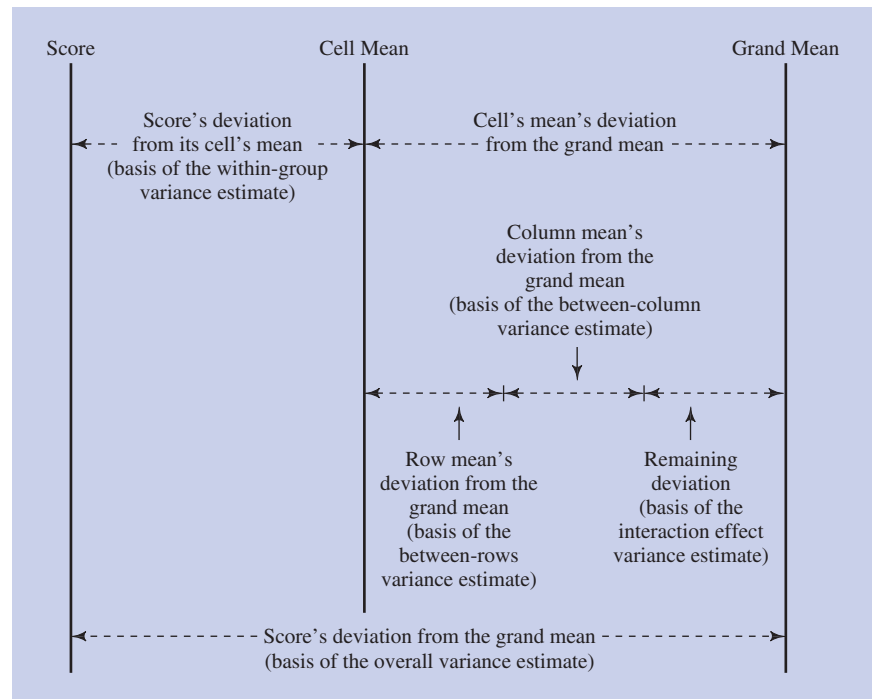 Score
Cell Mean
Grand Mean
Score’s deviation
from its cell’s mean
(basis of the within-group
variance estimate)
Cell’s mean’s deviation
from the grand mean
Column mean’s
deviation from the
grand mean
(basis of the between-column
variance estimate)
Row mean’s
deviation from the
grand mean
(basis of the
between-rows
variance estimate)
Remaining
deviation
(basis of the
interaction effect
variance estimate)
Score’s deviation from the grand mean
(basis of the overall variance estimate)